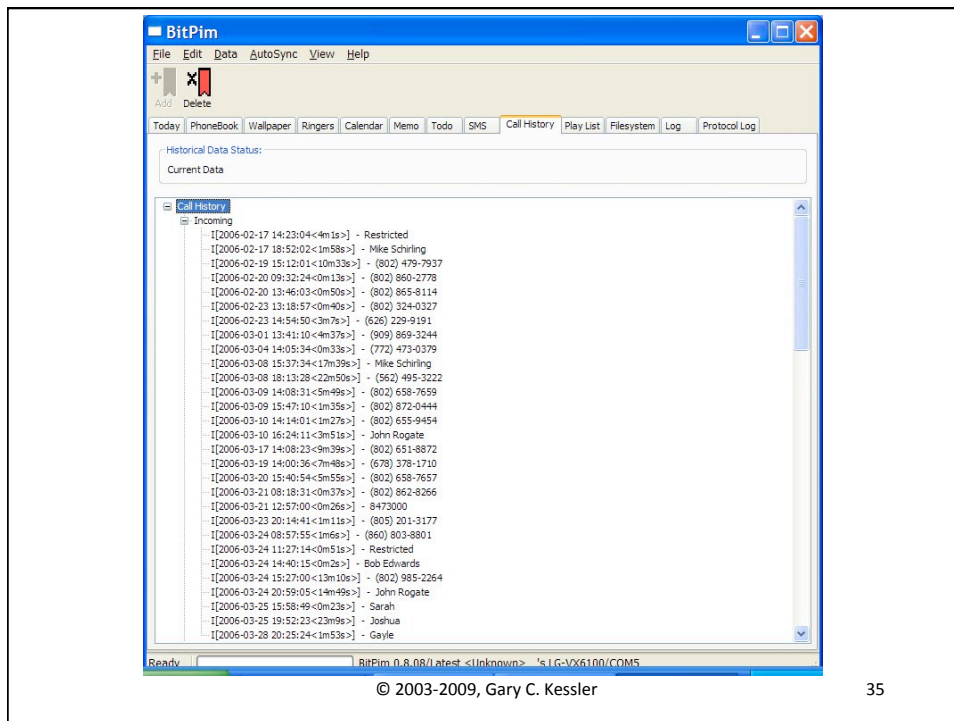 BitPim
File Edit Data AutoSync View Help
Add Delete
Today PhoneBook Wallpaper Ringers Calendar Memo Todo SMS Call History Play List Filesystem Log Protocol Log
Historical Data Status:
Current Data
Call History
Incoming
I[2006-02-17 14:23:04<4m1s>] - Restricted
I[2006-02-17 18:52:02<1m58s>] - Mike Schirling
I[2006-02-19 15:12:01<10m33s>] - (802) 479-7937
I[2006-02-20 09:32:24<0m13s>] - (802) 860-2778
I[2006-02-20 13:46:03<0m50s>] - (802) 865-8114
I[2006-02-23 13:18:57<0m40s>] - (802) 324-0327
I[2006-02-23 14:54:50<3m7s>] - (626) 229-9191
I[2006-03-01 13:41:10<4m37s>] - (909) 869-3244
I[2006-03-04 14:05:34<0m33s>] - (772) 473-0379
I[2006-03-08 15:37:34<17m39s>] - Mike Schirling
I[2006-03-08 18:13:28<22m50s>] - (562) 495-3222
I[2006-03-09 14:08:31<5m49s>] - (802) 658-7659
I[2006-03-09 15:47:10<1m35s>] - (802) 872-0444
I[2006-03-10 14:14:01<1m27s>] - (802) 655-9454
I[2006-03-10 16:24:11<3m51s>] - John Rogate
I[2006-03-17 14:08:23<9m39s>] - (802) 651-8872
I[2006-03-19 14:00:36<7m48s>] - (678) 378-1710
I[2006-03-20 15:40:54<5m55s>] - (802) 658-7657
I[2006-03-21 08:18:31<0m37s>] - (802) 862-8266
I[2006-03-21 12:57:00<0m26s>] - 8473000
I[2006-03-23 20:14:41<1m11s>] - (805) 201-3177
I[2006-03-24 08:57:55<1m6s>] - (860) 803-8801
I[2006-03-24 11:27:14<0m51s>] - Restricted
I[2006-03-24 14:40:15<0m2s>] - Bob Edwards
I[2006-03-24 15:27:00<13m10s>] - (802) 985-2264
I[2006-03-24 20:59:05<14m49s>] - John Rogate
I[2006-03-25 15:58:49<0m23s>] - Sarah
I[2006-03-25 19:52:23<23m9s>] - Joshua
I[2006-03-28 20:25:24<1m53s>] - Gayle
Ready BitPim 0.8.08/Latest <Unknown> 's LG-VX6100/COM5
© 2003-2009, Gary C. Kessler 35